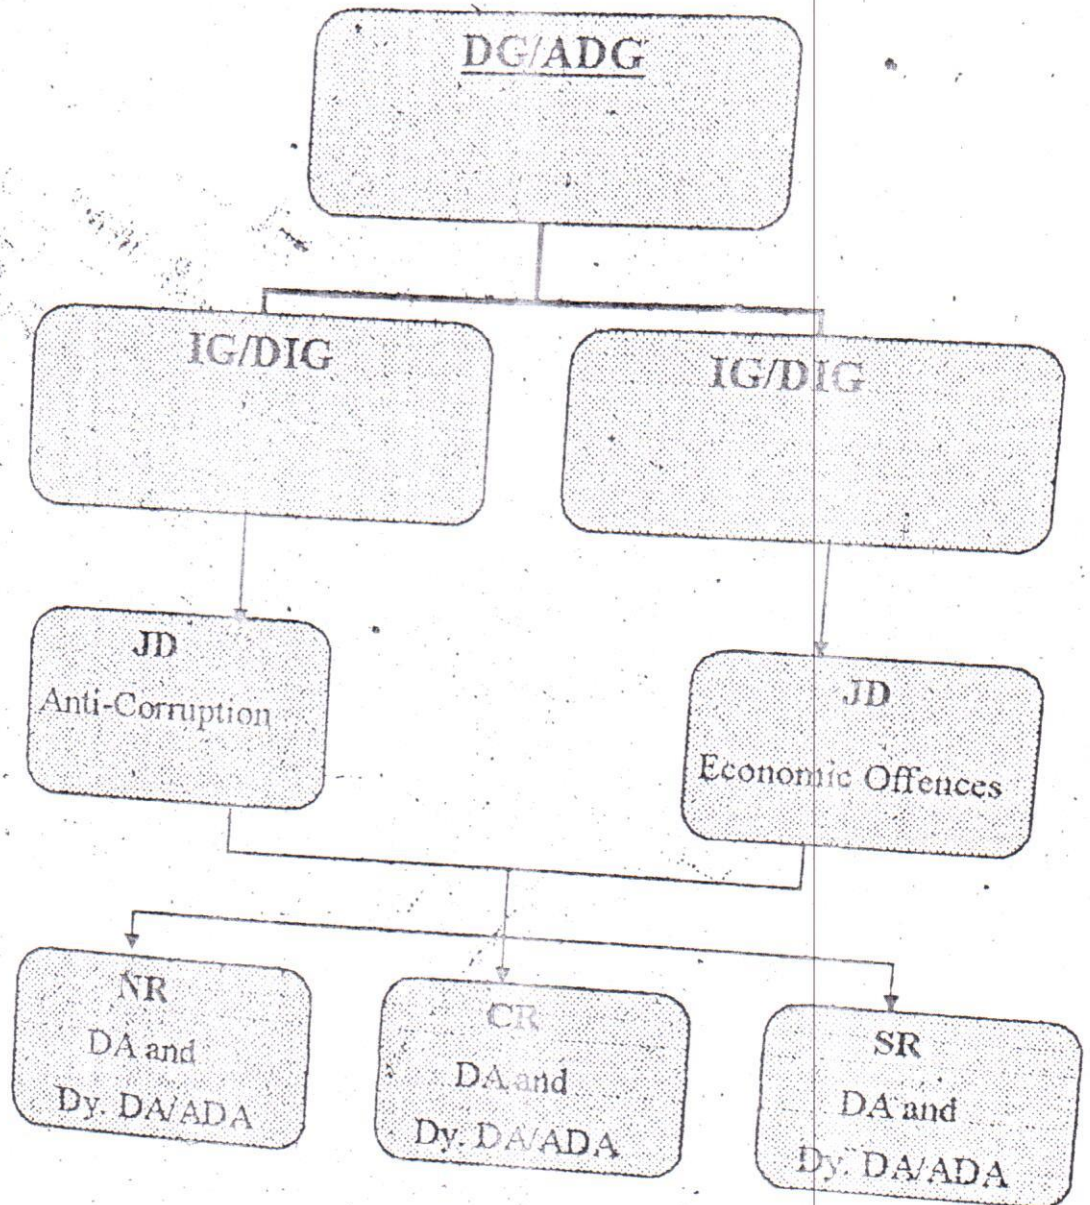 DG/ADG
IG/DIG
IG/DIG
JD
Anti-Corruption
JD
Economic Offences
NR
DA and
Dy. DA/ADA
CR
DA and
Dy. DA/ADA
SR
DA and
Dy. DA/ADA